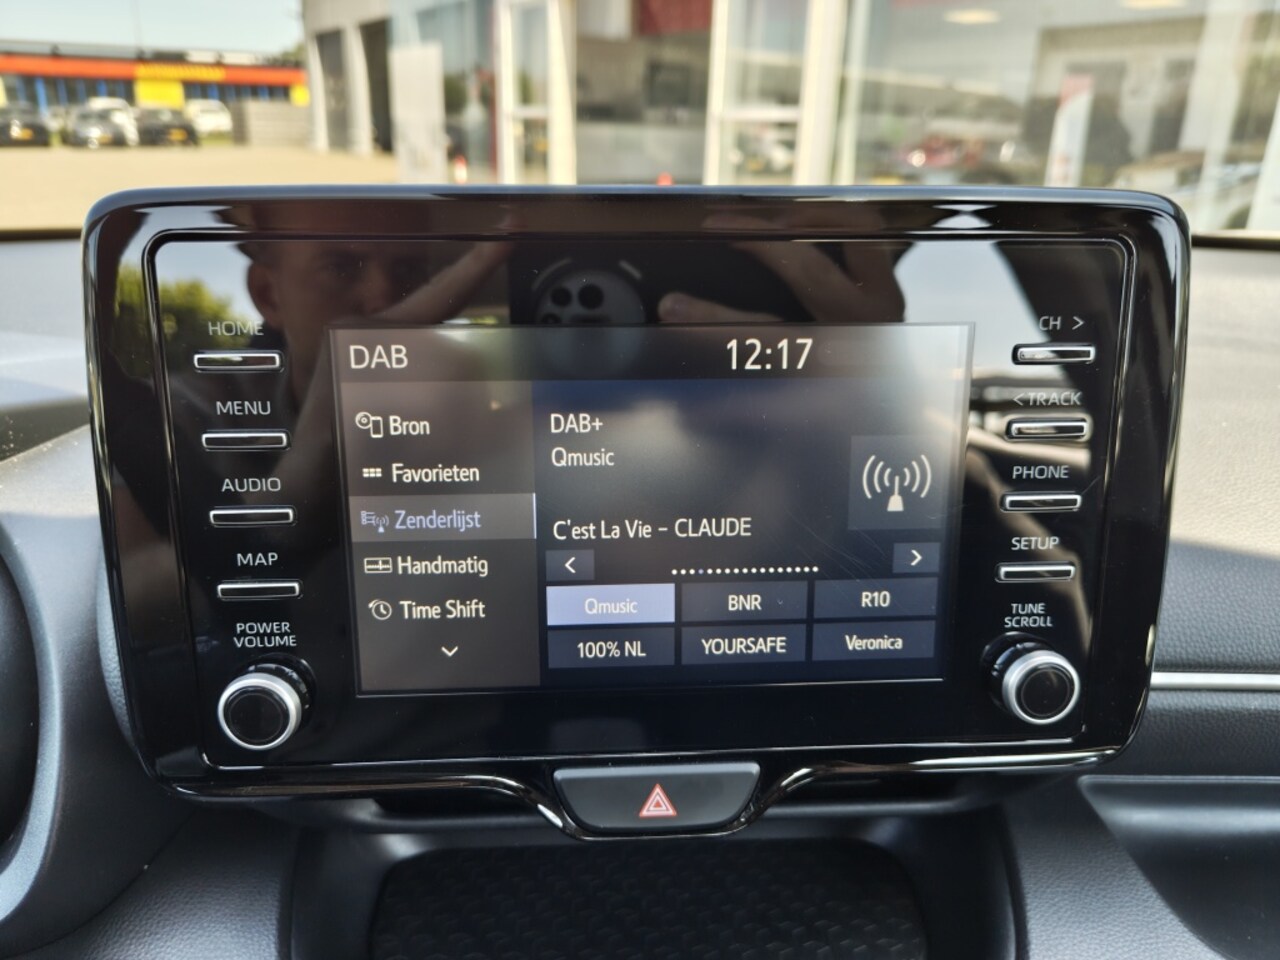 HOME
MENU
AUDIO
MAP
POWER
VOLUME
DAB
12:17
Bron
Favorieten
Zenderlijst
Handmatig
Time Shift
DAB+
Qmusic
C'est La Vie - CLAUDE
<
>
Qmusic
BNR
R10
100% NL
YOURSAFE
Veronica
CH >
< TRACK
PHONE
SETUP
TUNE
SCROLL